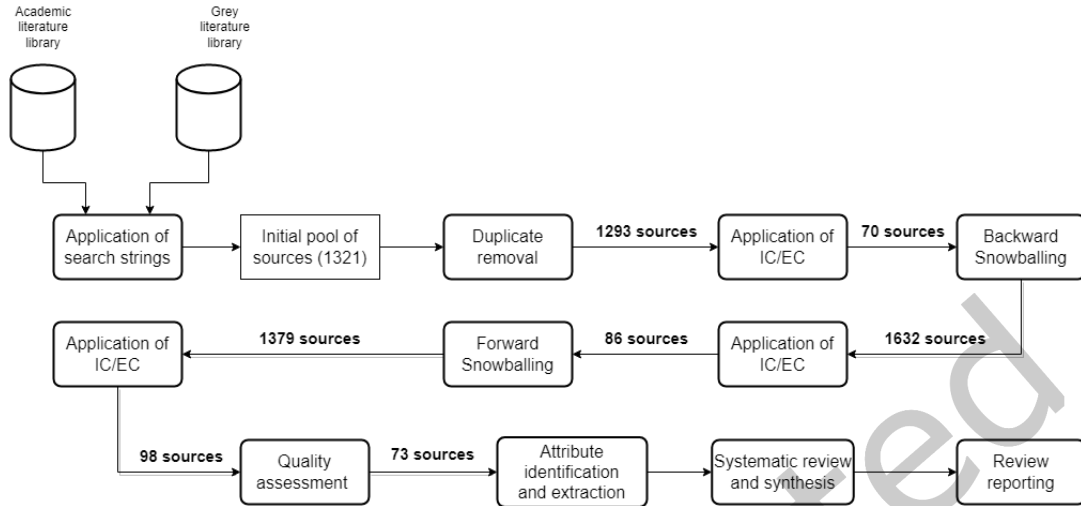 Academic
literature
library
Grey
literature
library
Application of
search strings
Initial pool of
sources (1321)
Duplicate
removal
1293 sources
Application of
IC/EC
70 sources
Backward
Snowballing
1632 sources
Application of
IC/EC
86 sources
Forward
Snowballing
1379 sources
Application of
IC/EC
98 sources
Quality
assessment
73 sources
Attribute
identification
and extraction
Systematic review
and synthesis
Review
reporting